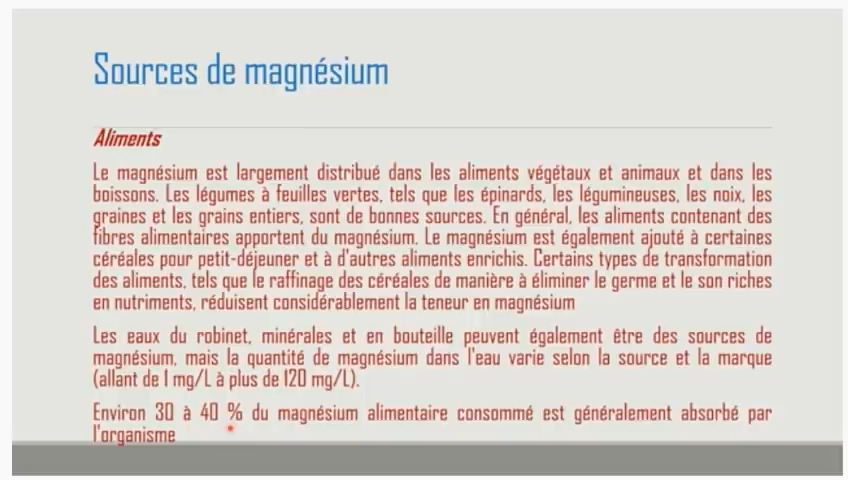 Sources de magnésium
Aliments
Le magnésium est largement distribué dans les aliments végétaux et animaux et dans les
boissons. Les légumes à feuilles vertes, tels que les épinards, les légumineuses, les noix, les
graines et les grains entiers, sont de bonnes sources. En général, les aliments contenant des
fibres alimentaires apportent du magnésium. Le magnésium est également ajouté à certaines
céréales pour petit-déjeuner et à d'autres aliments enrichis. Certains types de transformation
des aliments, tels que le raffinage des céréales de manière à éliminer le germe et le son riches
en nutriments, réduisent considérablement la teneur en magnésium
Les eaux du robinet, minérales et en bouteille peuvent également être des sources de
magnésium, mais la quantité de magnésium dans l'eau varie selon la source et la marque
(allant de 1 mg/L à plus de 120 mg/L).
Environ 30 à 40 % du magnésium alimentaire consommé est généralement absorbé par
l'organisme